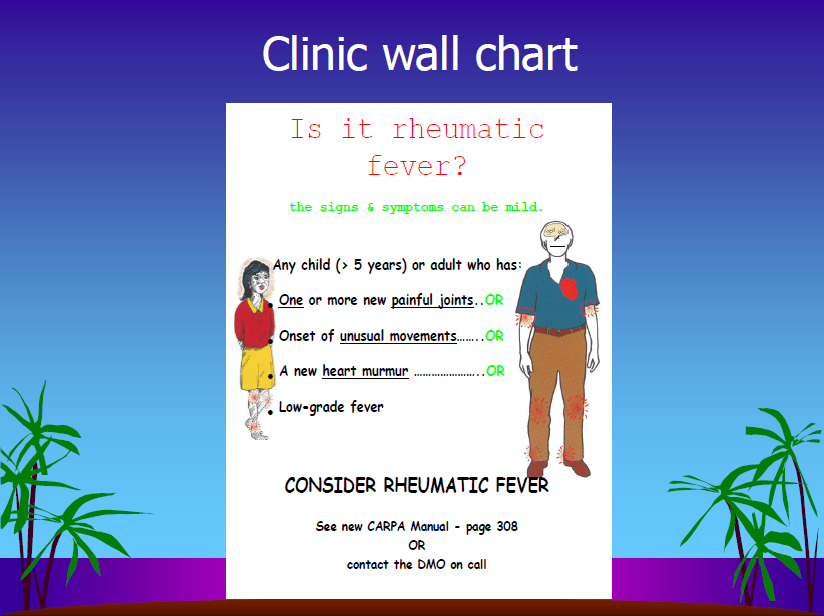 Clinic wall chart
Is it rheumatic
fever?
the signs & symptoms can be mild.
Any child (> 5 years) or adult who has:
• One or more new painful joints..OR
• Onset of unusual movements……..OR
• A new heart murmur …………………..OR
• Low-grade fever
CONSIDER RHEUMATIC FEVER
See new CARPA Manual - page 308
OR
contact the DMO on call